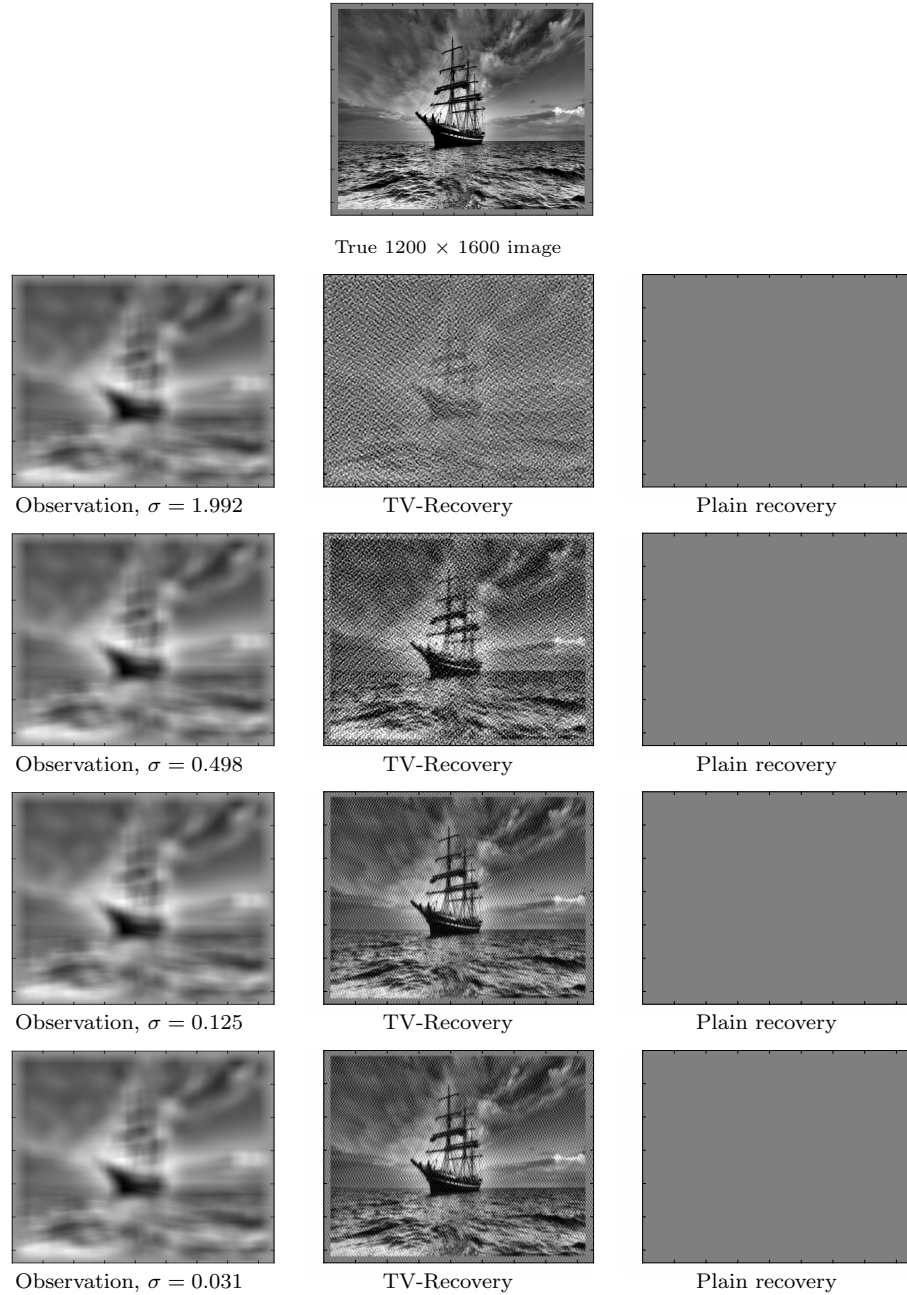 True 1200 × 1600 image
Observation, σ = 1.992 TV-Recovery Plain recovery
Observation, σ = 0.498 TV-Recovery Plain recovery
Observation, σ = 0.125 TV-Recovery Plain recovery
Observation, σ = 0.031 TV-Recovery Plain recovery